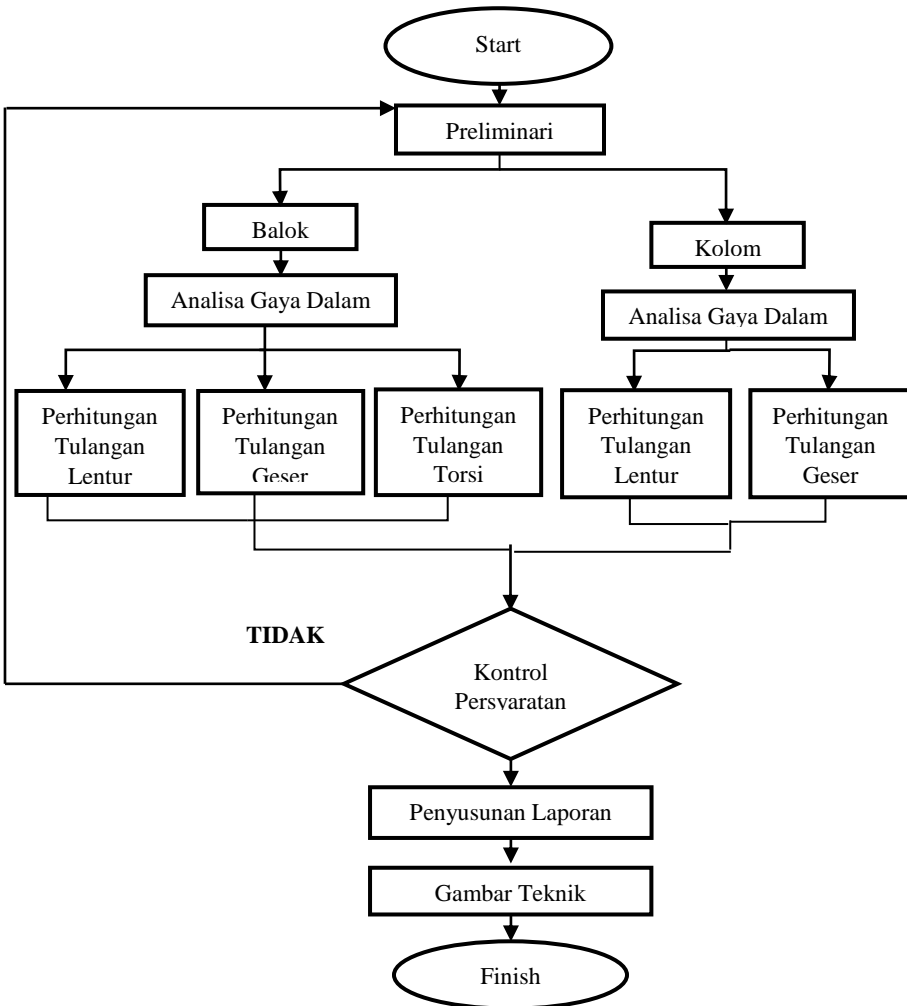 Start
Preliminari
Balok
Kolom
Analisa Gaya Dalam
Analisa Gaya Dalam
Perhitungan
Tulangan
Lentur
Perhitungan
Tulangan
Geser
Perhitungan
Tulangan
Torsi
Perhitungan
Tulangan
Lentur
Perhitungan
Tulangan
Geser
TIDAK
Kontrol
Persyaratan
Penyusunan Laporan
Gambar Teknik
Finish